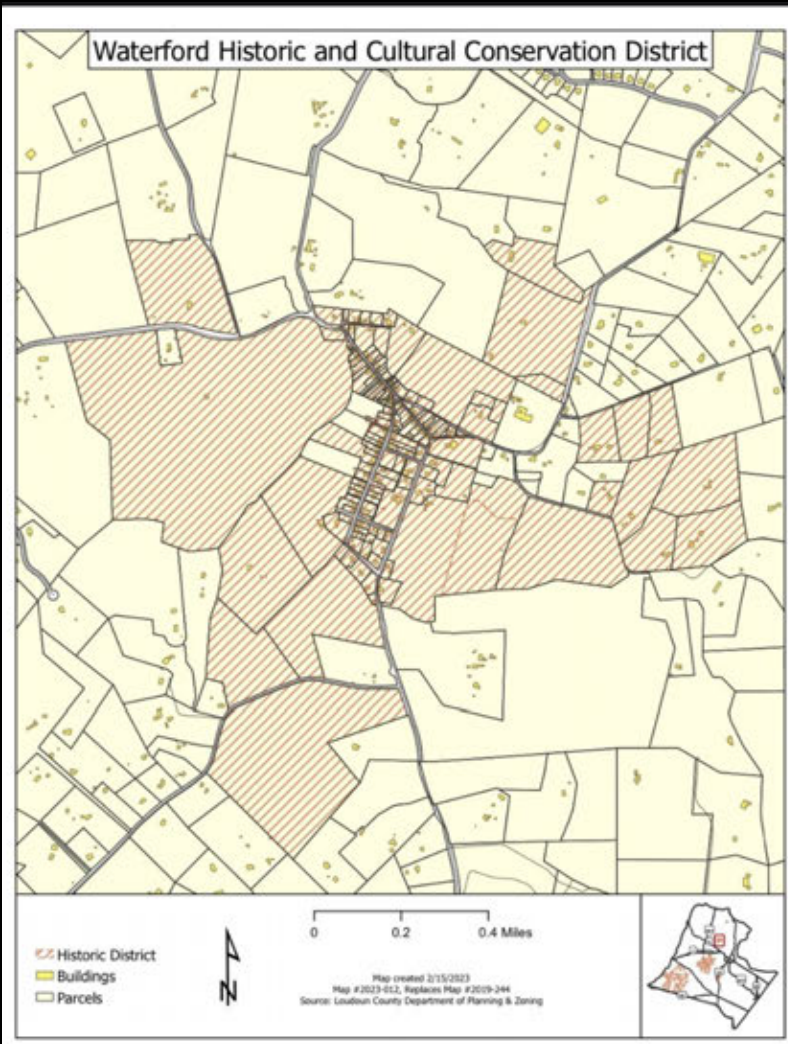 Waterford Historic and Cultural Conservation District
0 0.2 0.4 Miles
Historic District
Buildings
Parcels
N
Map created 2/15/2023
Map #2023-012, Replaces Map #2019-244
Source: Loudoun County Department of Planning & Zoning